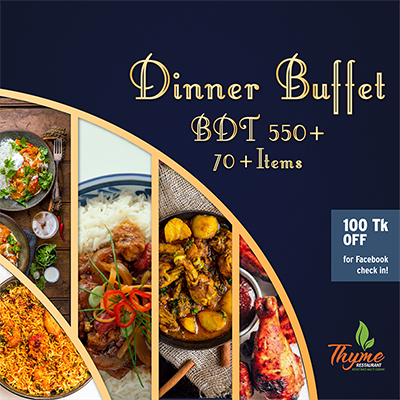 Dinner Buffet
BDT 550+
70+Items
100 Tk
OFF
for Facebook
check in!
Thyme
RESTAURANT